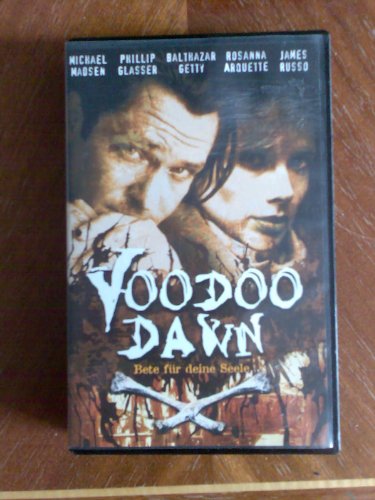 MICHAEL PHILLIP BALTHAZAR ROSANNA JAMES
MADSEN GLASSER GETTY ARQUETTE RUSSO
VOODOO
DAWN
Bete für deine Seele!